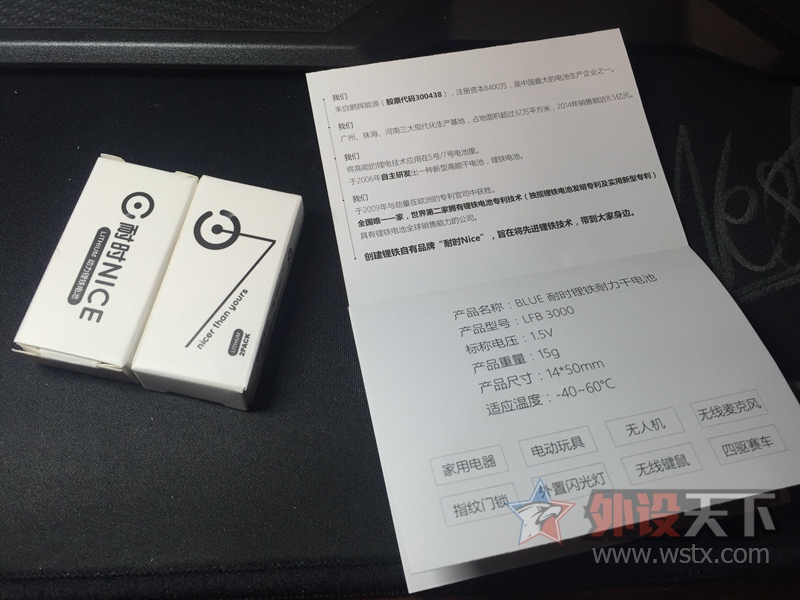 耐时NICE
LITHIUM 动力锂铁电池
nicer than yours
LITHIUM
2PACK
我们
来自鹏辉能源（股票代码300438），注册资本8400万，是中国最大的电池生产企业之一。
我们
广州、珠海、河南三大现代化生产基地，占地面积超过32万平方米，2014年销售额近8.5亿元。
我们
将高能的锂电技术应用在5号/7号电池里。
于2006年自主研发出一种新型高能干电池，锂铁电池。
我们
于2009年与劲量在欧洲的专利官司中获胜。
全国唯一一家，世界第二家拥有锂铁电池专利技术（独揽锂铁电池发明专利及实用新型专利）
具有锂铁电池全球销售能力的公司。
创建锂铁自有品牌“耐时Nice”，旨在将先进锂铁技术，带到大家身边。
产品名称：BLUE 耐时锂铁耐力干电池
产品型号：LFB 3000
标称电压：1.5V
产品重量：15g
产品尺寸：14*50mm
适应温度：-40~60℃
家用电器 电动玩具 无人机 无线麦克风
指纹门锁 外置闪光灯 无线键鼠 四驱赛车
外设天下
www.wstx.com